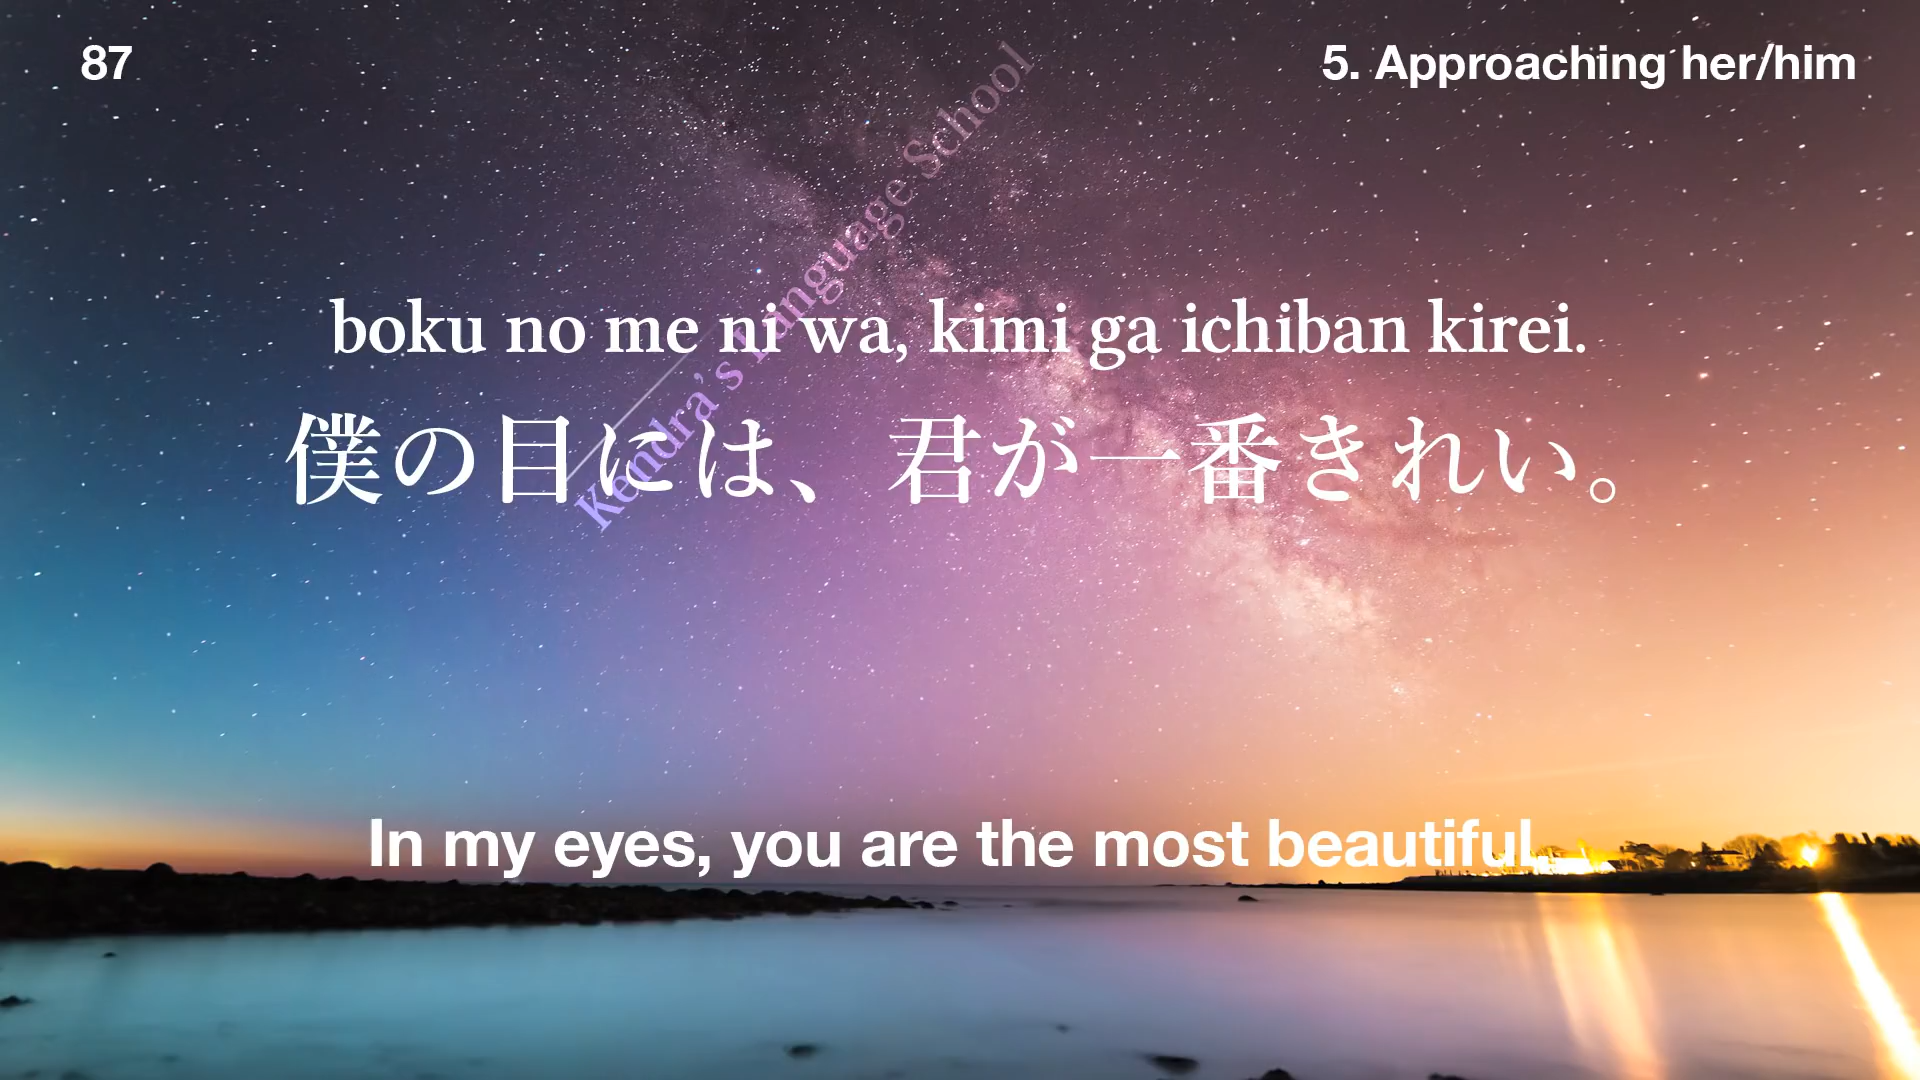 87
5. Approaching her/him
Kendra's Language School
boku no me ni wa, kimi ga ichiban kirei.
僕の目には、君が一番きれい。
In my eyes, you are the most beautiful.